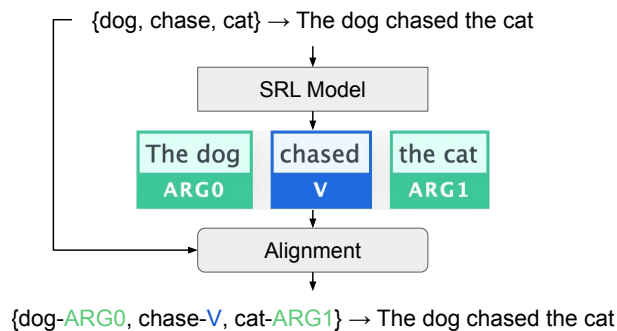 {dog, chase, cat} → The dog chased the cat
SRL Model
The dog chased the cat
ARG0 V ARG1
Alignment
{dog-ARG0, chase-V, cat-ARG1} → The dog chased the cat